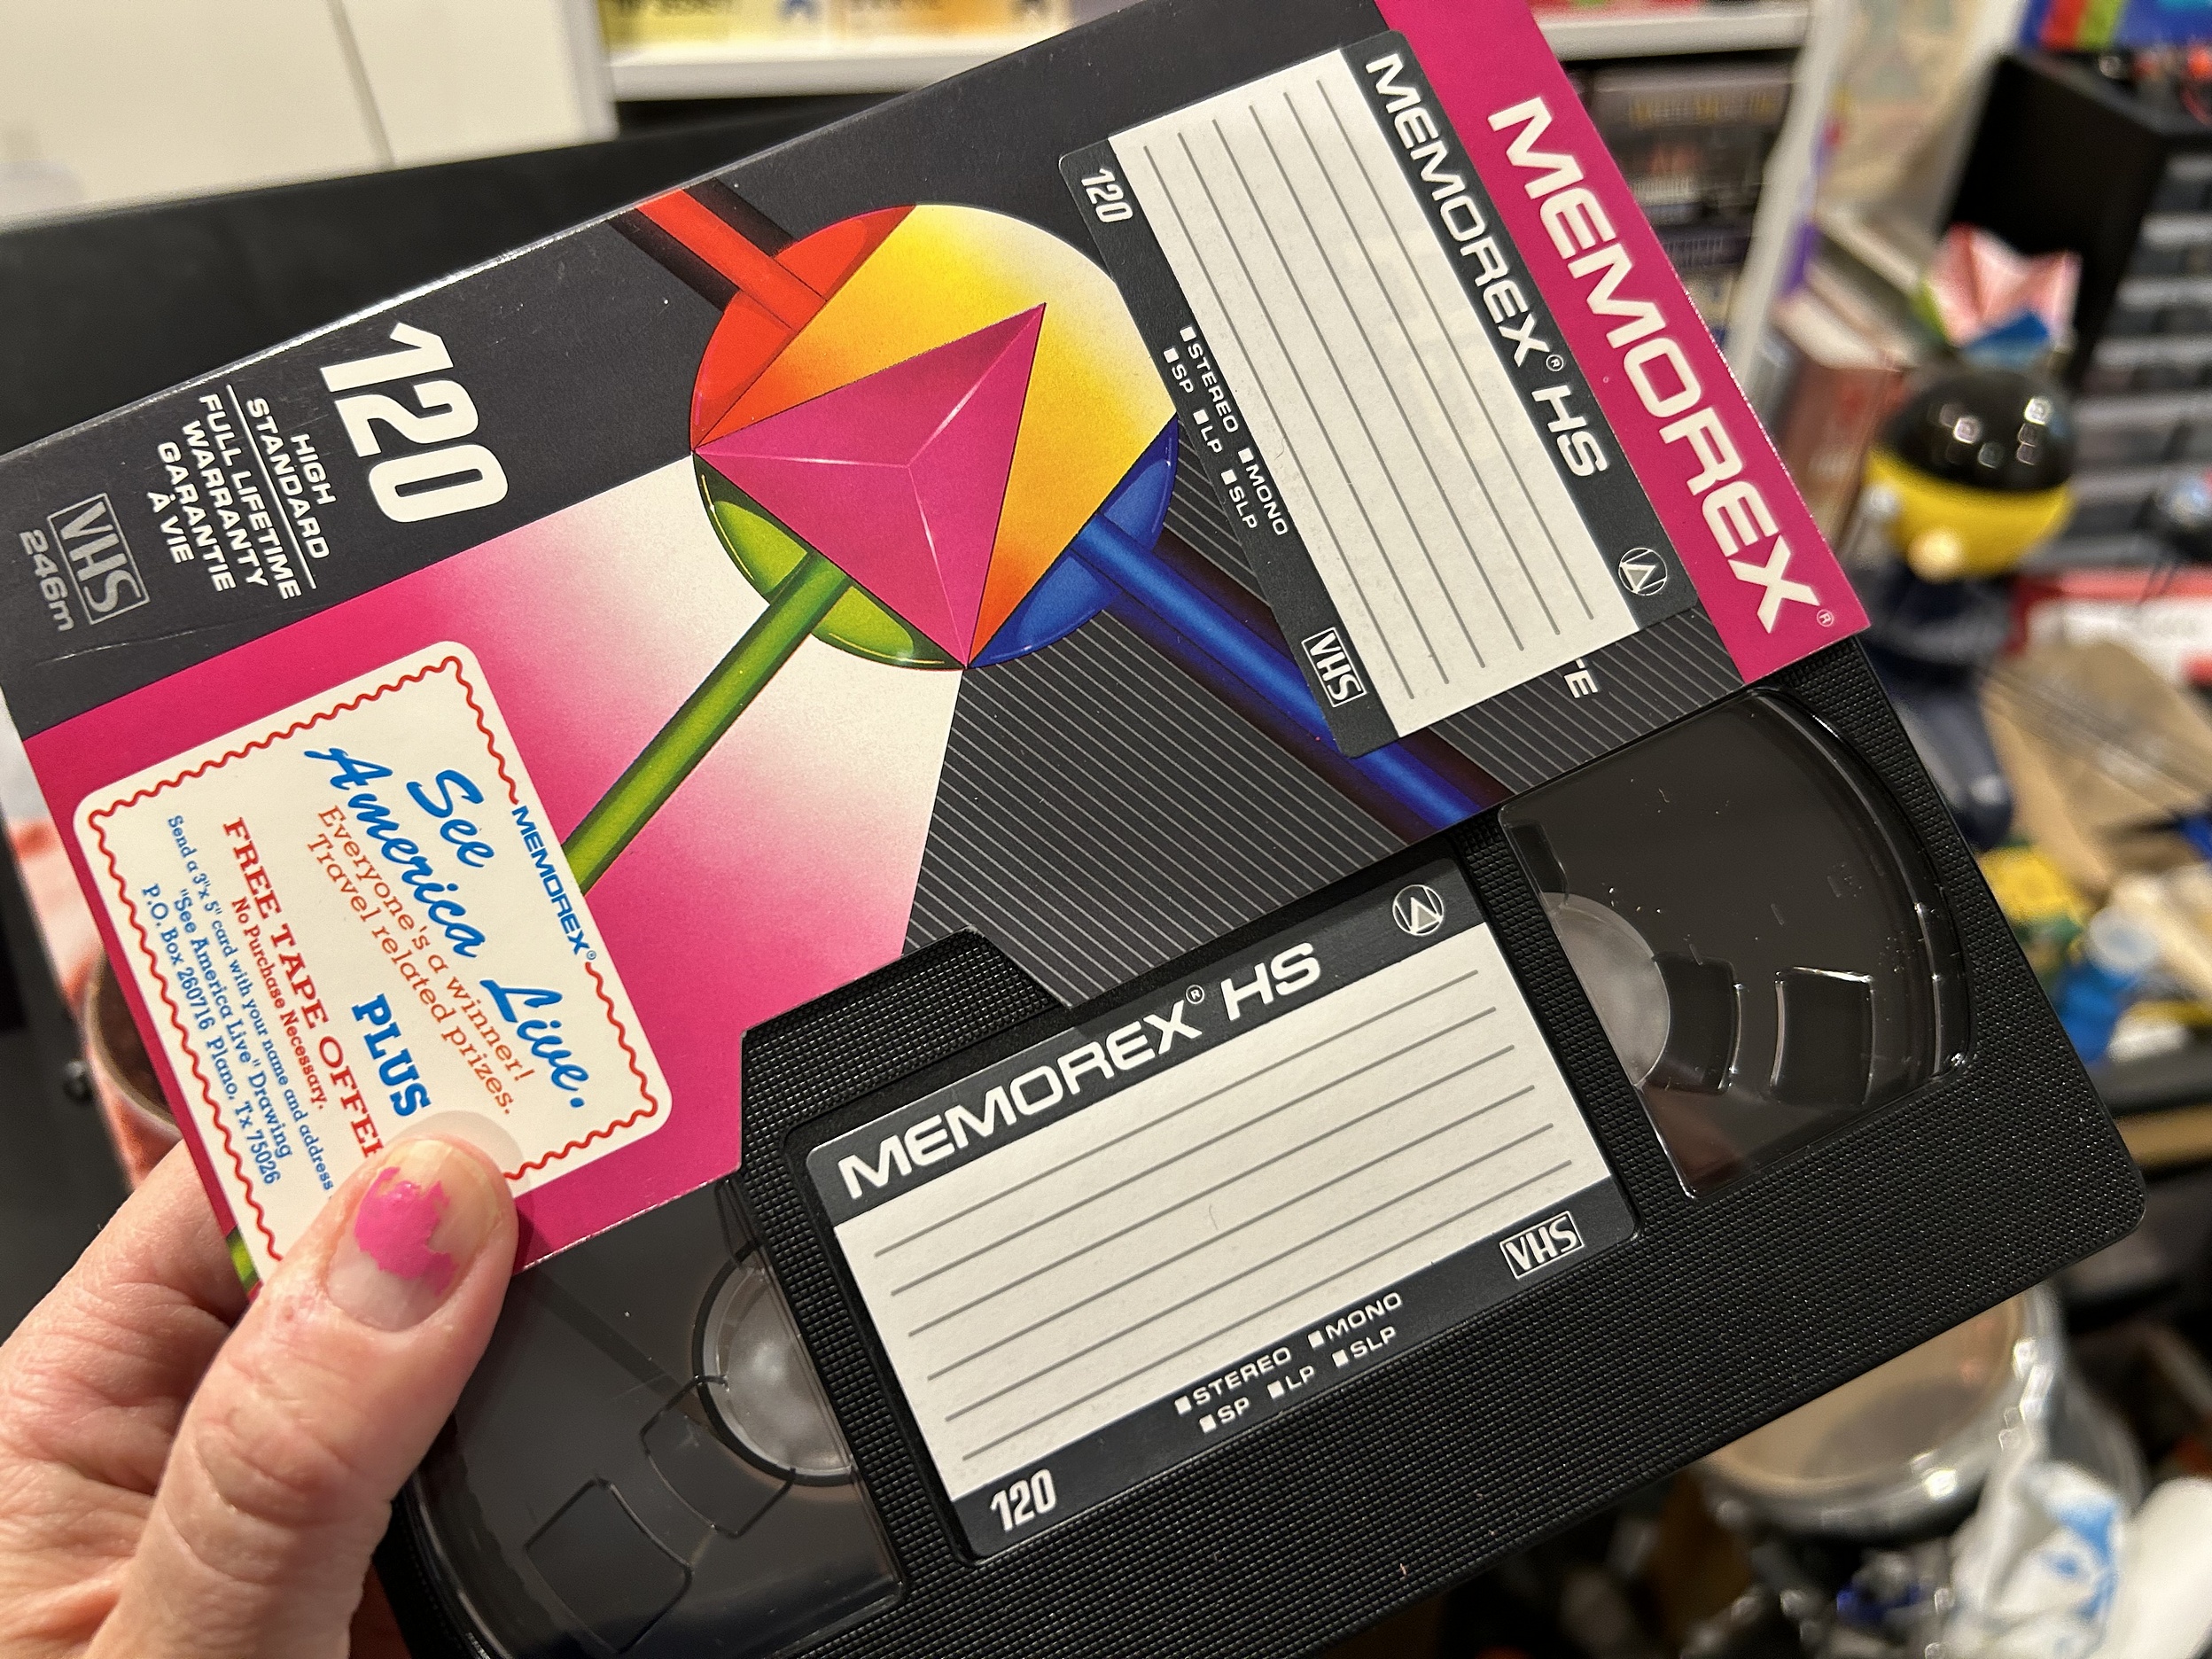 MEMOREX®
MEMOREX® HS
■STEREO ■MONO
■SP ■LP ■SLP
120
VHS
TE
120
HIGH
STANDARD
FULL LIFETIME
WARRANTY
GARANTIE
À VIE
VHS
246m
MEMOREX®
See
America Live.
Everyone's a winner!
Travel related prizes.
PLUS
FREE TAPE OFFER
No Purchase Necessary.
Send a 3"x 5" card with your name and address
"See America Live" Drawing
P.O. Box 260716 Plano, Tx 75026
MEMOREX® HS
■STEREO ■MONO
■SP ■LP ■SLP
120
VHS